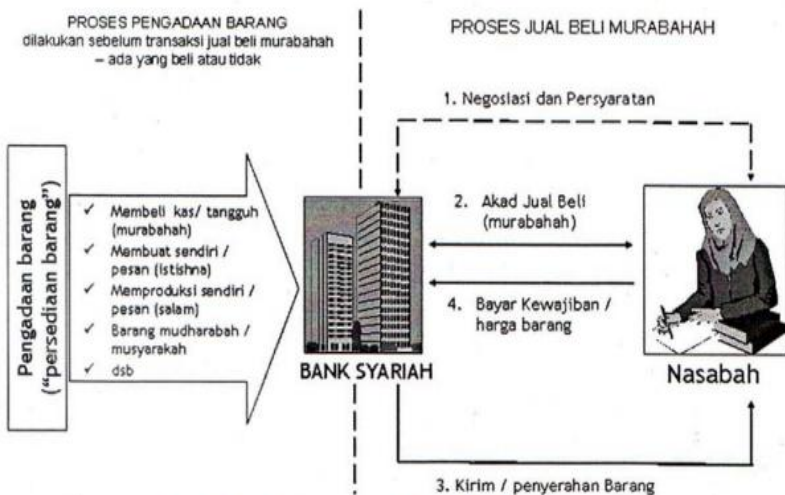 PROSES PENGADAAN BARANG
dilakukan sebelum transaksi jual beli murabahah
– ada yang beli atau tidak
PROSES JUAL BELI MURABAHAH
1. Negosiasi dan Persyaratan
Pengadaan barang
("persediaan barang")
✓ Membeli kas/ tangguh
(murabahah)
✓ Membuat sendiri /
pesan (istishna)
✓ Memproduksi sendiri /
pesan (salam)
✓ Barang mudharabah /
musyarakah
✓ dsb
2. Akad Jual Beli
(murabahah)
4. Bayar Kewajiban /
harga barang
BANK SYARIAH
Nasabah
3. Kirim / penyerahan Barang